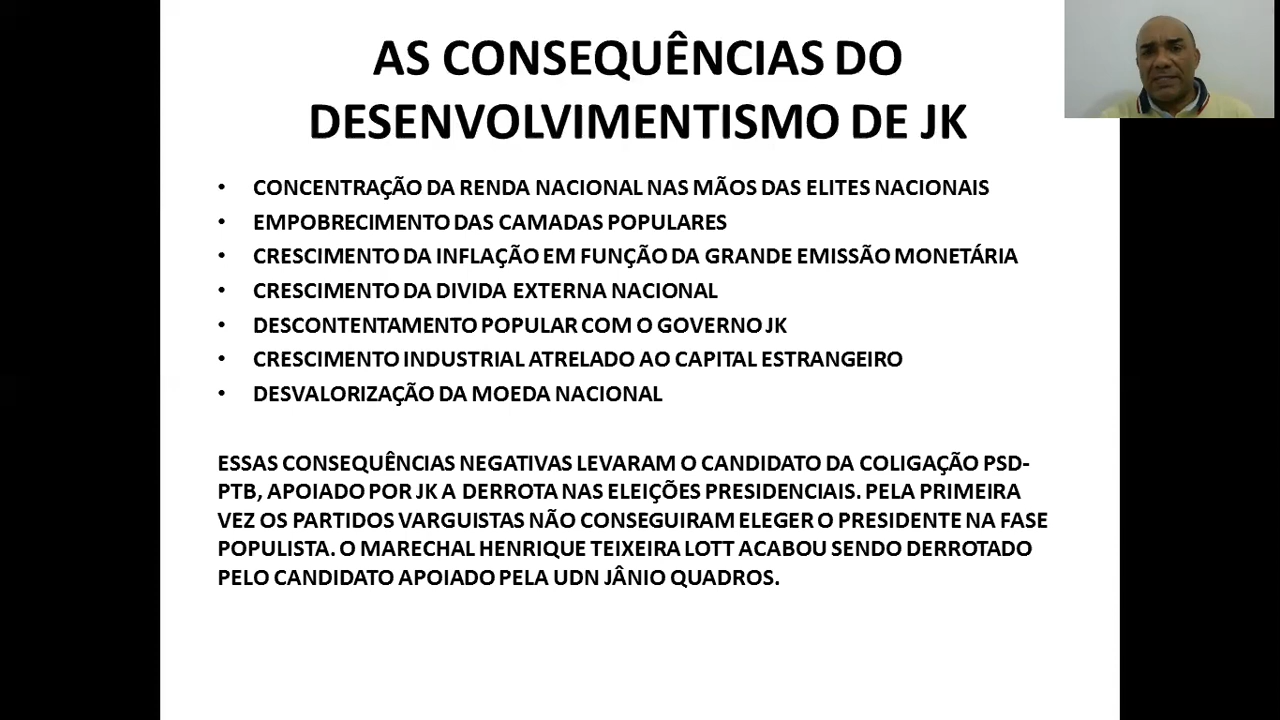 AS CONSEQUÊNCIAS DO
DESENVOLVIMENTISMO DE JK
• CONCENTRAÇÃO DA RENDA NACIONAL NAS MÃOS DAS ELITES NACIONAIS
• EMPOBRECIMENTO DAS CAMADAS POPULARES
• CRESCIMENTO DA INFLAÇÃO EM FUNÇÃO DA GRANDE EMISSÃO MONETÁRIA
• CRESCIMENTO DA DIVIDA EXTERNA NACIONAL
• DESCONTENTAMENTO POPULAR COM O GOVERNO JK
• CRESCIMENTO INDUSTRIAL ATRELADO AO CAPITAL ESTRANGEIRO
• DESVALORIZAÇÃO DA MOEDA NACIONAL
ESSAS CONSEQUÊNCIAS NEGATIVAS LEVARAM O CANDIDATO DA COLIGAÇÃO PSD-
PTB, APOIADO POR JK A DERROTA NAS ELEIÇÕES PRESIDENCIAIS. PELA PRIMEIRA
VEZ OS PARTIDOS VARGUISTAS NÃO CONSEGUIRAM ELEGER O PRESIDENTE NA FASE
POPULISTA. O MARECHAL HENRIQUE TEIXEIRA LOTT ACABOU SENDO DERROTADO
PELO CANDIDATO APOIADO PELA UDN JÂNIO QUADROS.